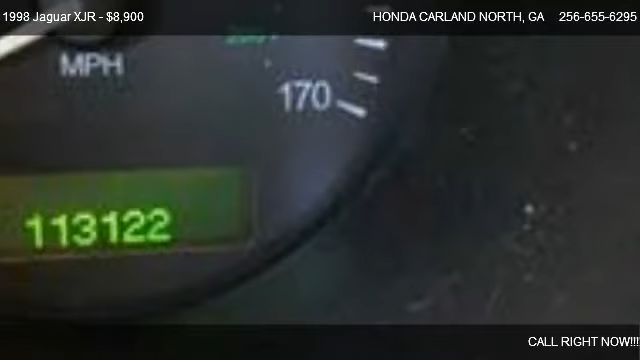 1998 Jaguar XJR - $8,900 HONDA CARLAND NORTH, GA 256-655-6295
MPH
170
113122
CALL RIGHT NOW!!!